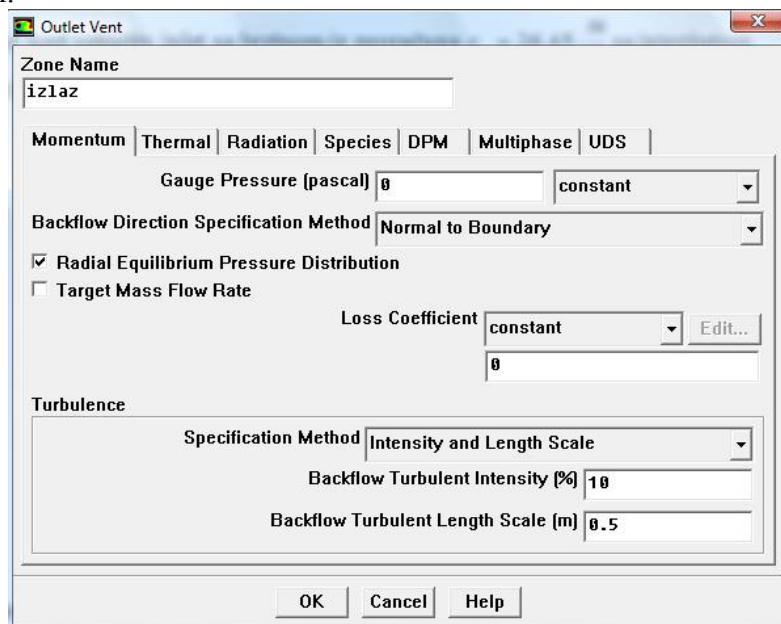 Outlet Vent
Zone Name
izlaz
Momentum Thermal Radiation Species DPM Multiphase UDS
Gauge Pressure (pascal) 0 constant
Backflow Direction Specification Method Normal to Boundary
Radial Equilibrium Pressure Distribution
Target Mass Flow Rate
Loss Coefficient constant Edit...
0
Turbulence
Specification Method Intensity and Length Scale
Backflow Turbulent Intensity (%) 10
Backflow Turbulent Length Scale (m) 0.5
OK Cancel Help